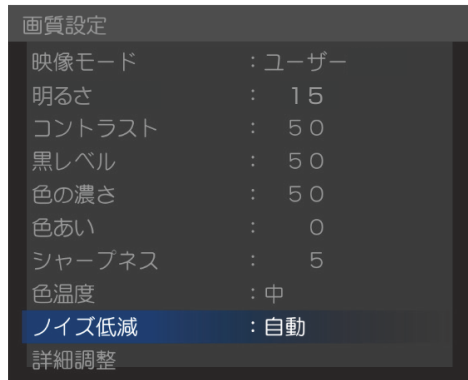 画質設定
映像モード　：ユーザー
明るさ　：　15
コントラスト　：　50
黒レベル　：　50
色の濃さ　：　50
色あい　：　0
シャープネス　：　5
色温度　：中
ノイズ低減　：自動
詳細調整